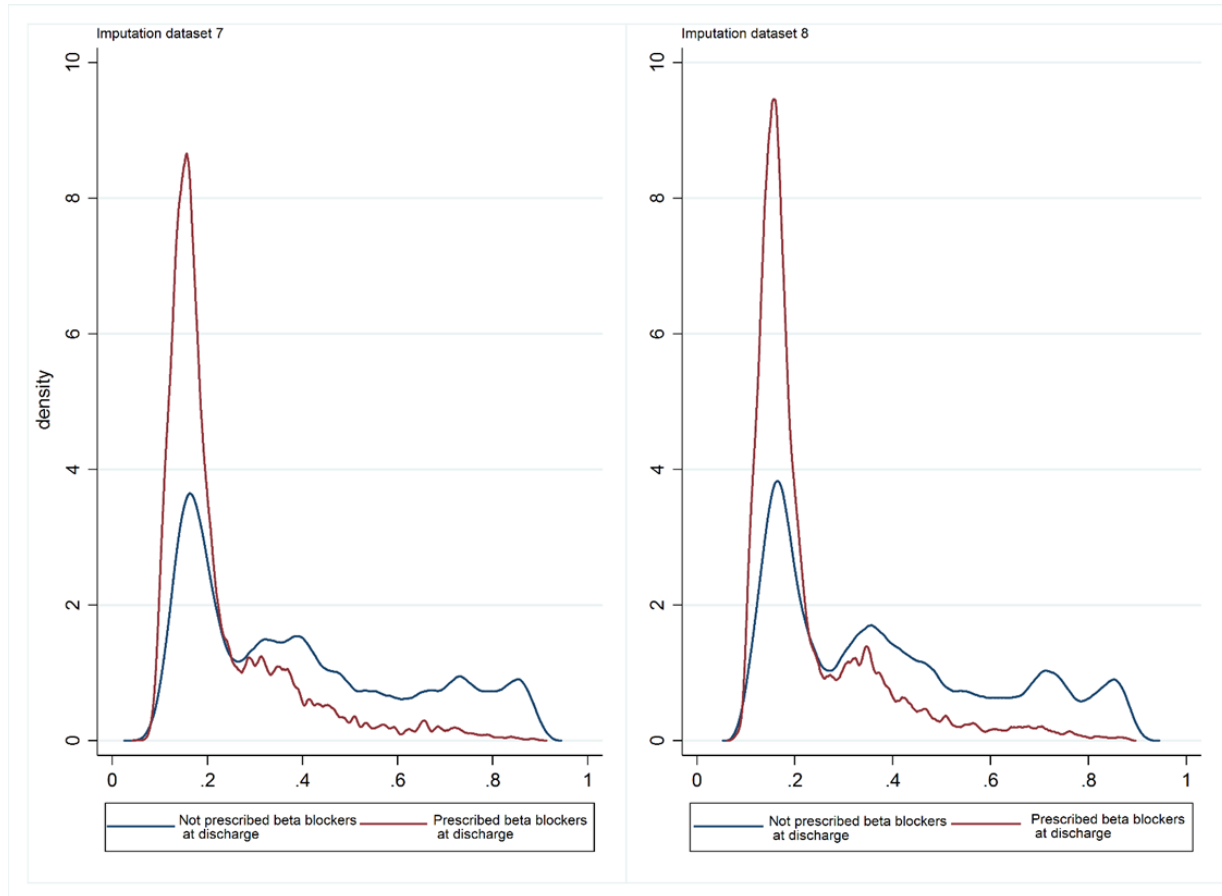 Imputation dataset 7
10
8
6
4
2
0
density
0 .2 .4 .6 .8 1
Not prescribed beta blockers
at discharge
Prescribed beta blockers
at discharge
Imputation dataset 8
10
8
6
4
2
0
0 .2 .4 .6 .8 1
Not prescribed beta blockers
at discharge
Prescribed beta blockers
at discharge